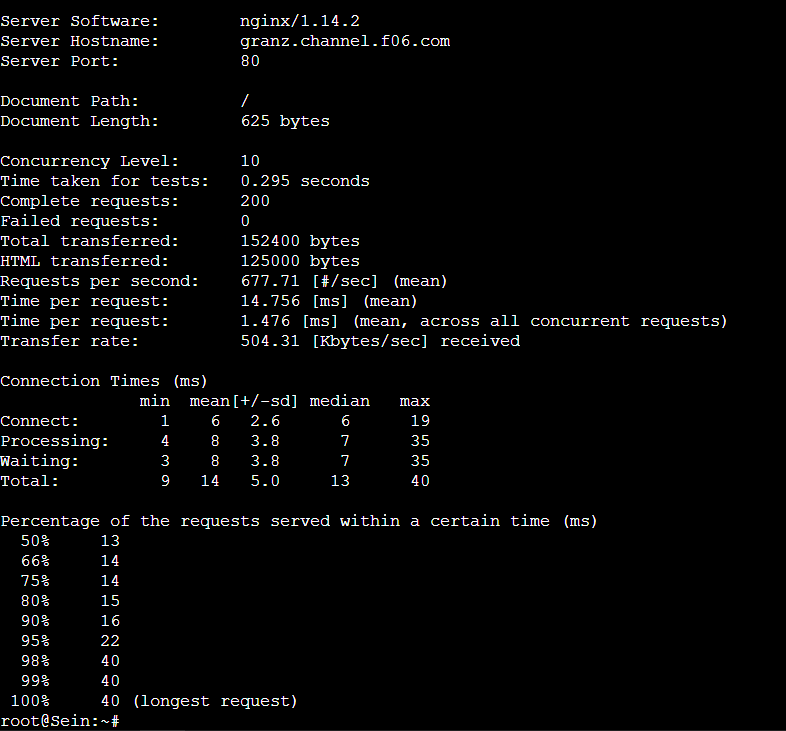 Server Software:        nginx/1.14.2
Server Hostname:        granz.channel.f06.com
Server Port:            80
Document Path:          /
Document Length:        625 bytes
Concurrency Level:      10
Time taken for tests:   0.295 seconds
Complete requests:      200
Failed requests:        0
Total transferred:      152400 bytes
HTML transferred:       125000 bytes
Requests per second:    677.71 [#/sec] (mean)
Time per request:       14.756 [ms] (mean)
Time per request:       1.476 [ms] (mean, across all concurrent requests)
Transfer rate:          504.31 [Kbytes/sec] received
Connection Times (ms)
              min  mean[+/-sd] median   max
Connect:        1    6   2.6      6      19
Processing:     4    8   3.8      7      35
Waiting:        3    8   3.8      7      35
Total:          9   14   5.0     13      40
Percentage of the requests served within a certain time (ms)
  50%     13
  66%     14
  75%     14
  80%     15
  90%     16
  95%     22
  98%     40
  99%     40
 100%     40 (longest request)
root@Sein:~#